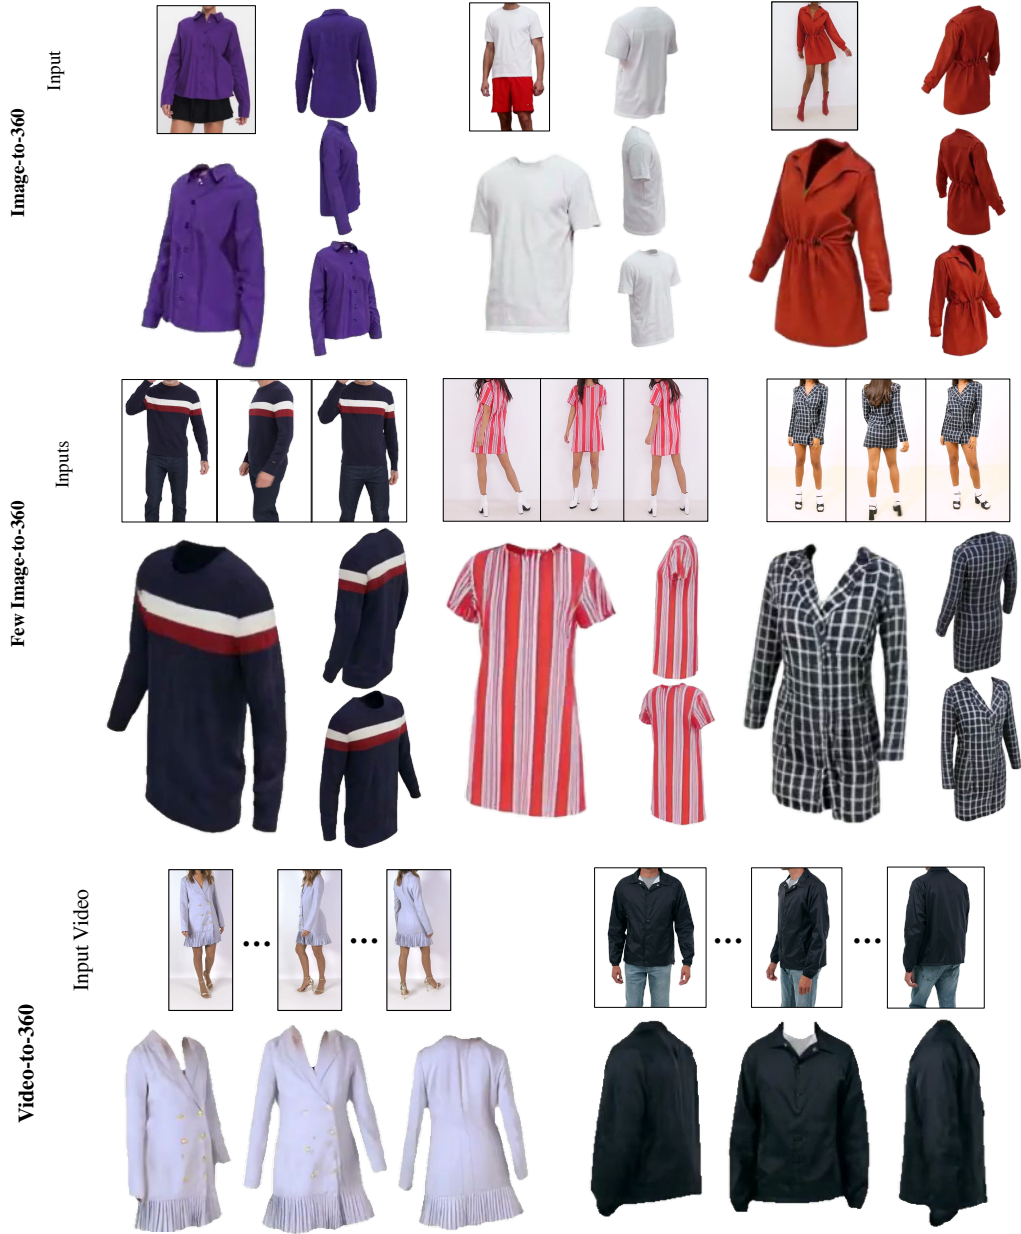 Input
Image-to-360
Inputs
Few Image-to-360
Input Video
...
...
...
...
Video-to-360